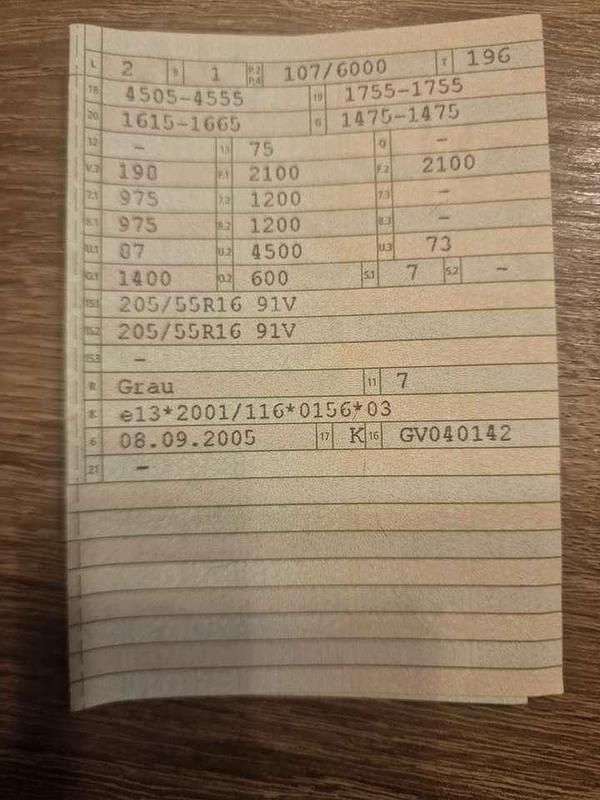 L 2 9 1 P.2 P.4 107/6000 T 196
18 4505-4555 19 1755-1755
20 1615-1665 G 1475-1475
12 - 13 75 Q -
V.7 190 F.1 2100 F.2 2100
7.1 975 7.2 1200 7.3 -
8.1 975 8.2 1200 8.3 -
U.1 87 U.2 4500 U.3 73
O.1 1400 O.2 600 S.1 7 S.2 -
15.1 205/55R16 91V
15.2 205/55R16 91V
15.3 -
R Grau 11 7
K e13*2001/116*0156*03
6 08.09.2005 17 K 16 GV040142
21 -